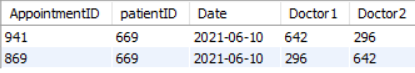 AppointmentID patientID Date Doctor1 Doctor2
941 669 2021-06-10 642 296
869 669 2021-06-10 296 642